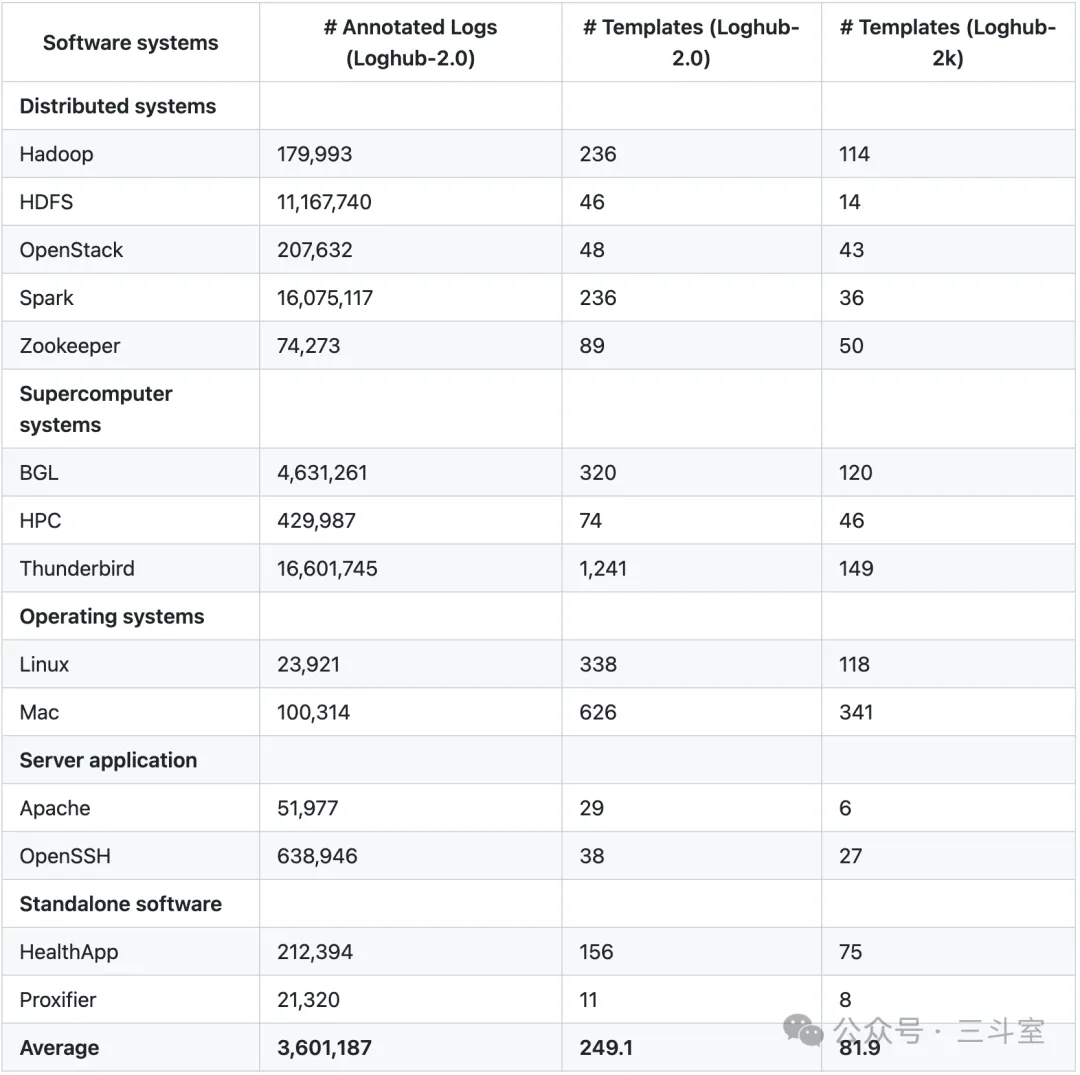 Software systems # Annotated Logs (Loghub-2.0) # Templates (Loghub-2.0) # Templates (Loghub-2k)
Distributed systems
Hadoop 179,993 236 114
HDFS 11,167,740 46 14
OpenStack 207,632 48 43
Spark 16,075,117 236 36
Zookeeper 74,273 89 50
Supercomputer
systems
BGL 4,631,261 320 120
HPC 429,987 74 46
Thunderbird 16,601,745 1,241 149
Operating systems
Linux 23,921 338 118
Mac 100,314 626 341
Server application
Apache 51,977 29 6
OpenSSH 638,946 38 27
Standalone software
HealthApp 212,394 156 75
Proxifier 21,320 11 8
Average 3,601,187 249.1 81.9
公众号 · 三斗室